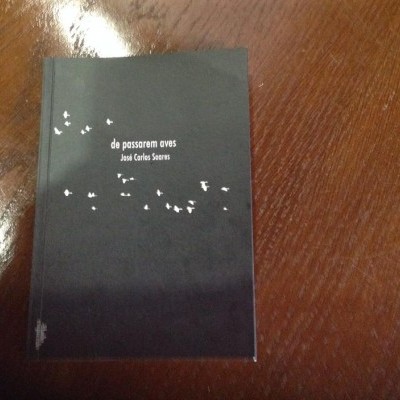 de passarem aves
José Carlos Soares